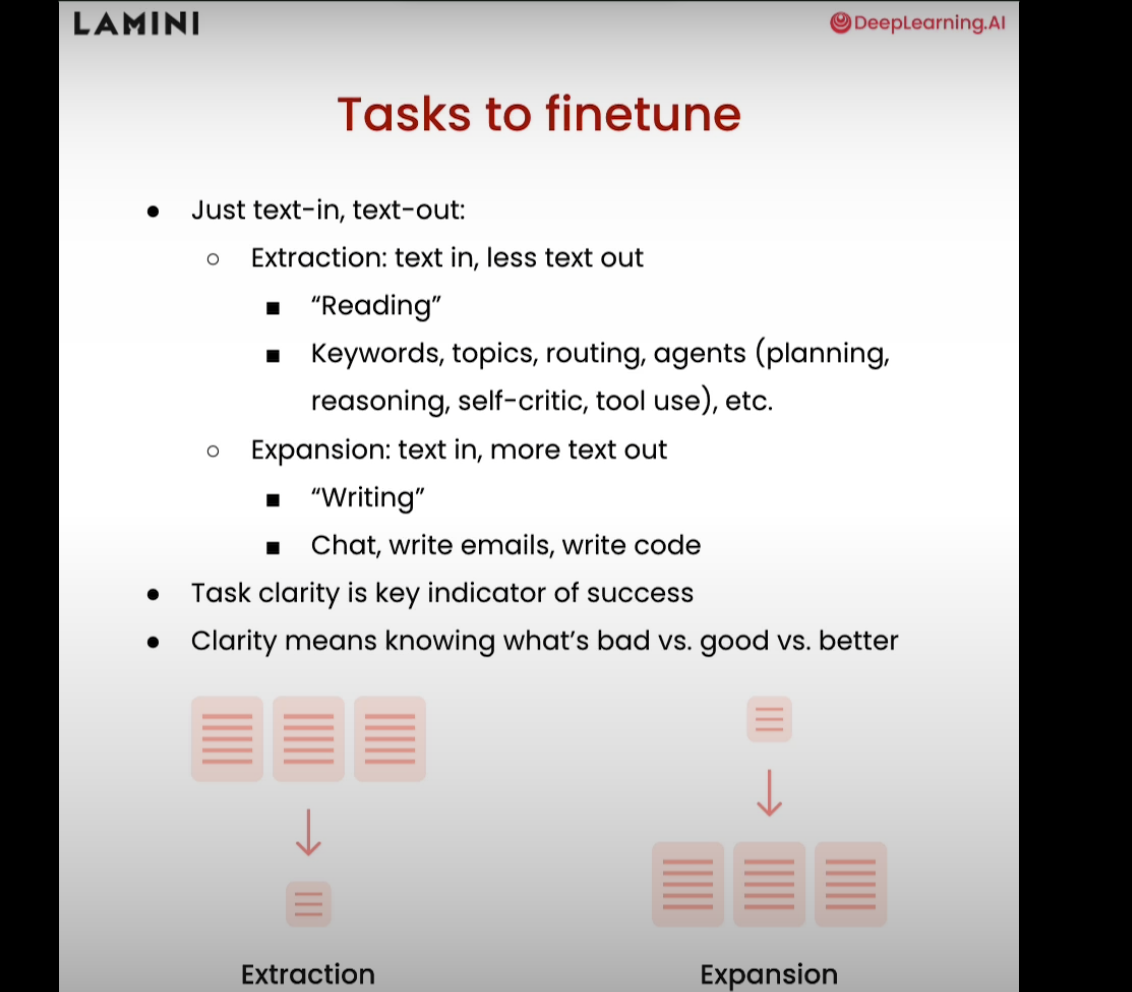 LAMINI
DeepLearning.AI
Tasks to finetune
● Just text-in, text-out:
○ Extraction: text in, less text out
■ “Reading”
■ Keywords, topics, routing, agents (planning,
reasoning, self-critic, tool use), etc.
○ Expansion: text in, more text out
■ “Writing”
■ Chat, write emails, write code
● Task clarity is key indicator of success
● Clarity means knowing what’s bad vs. good vs. better
Extraction
Expansion